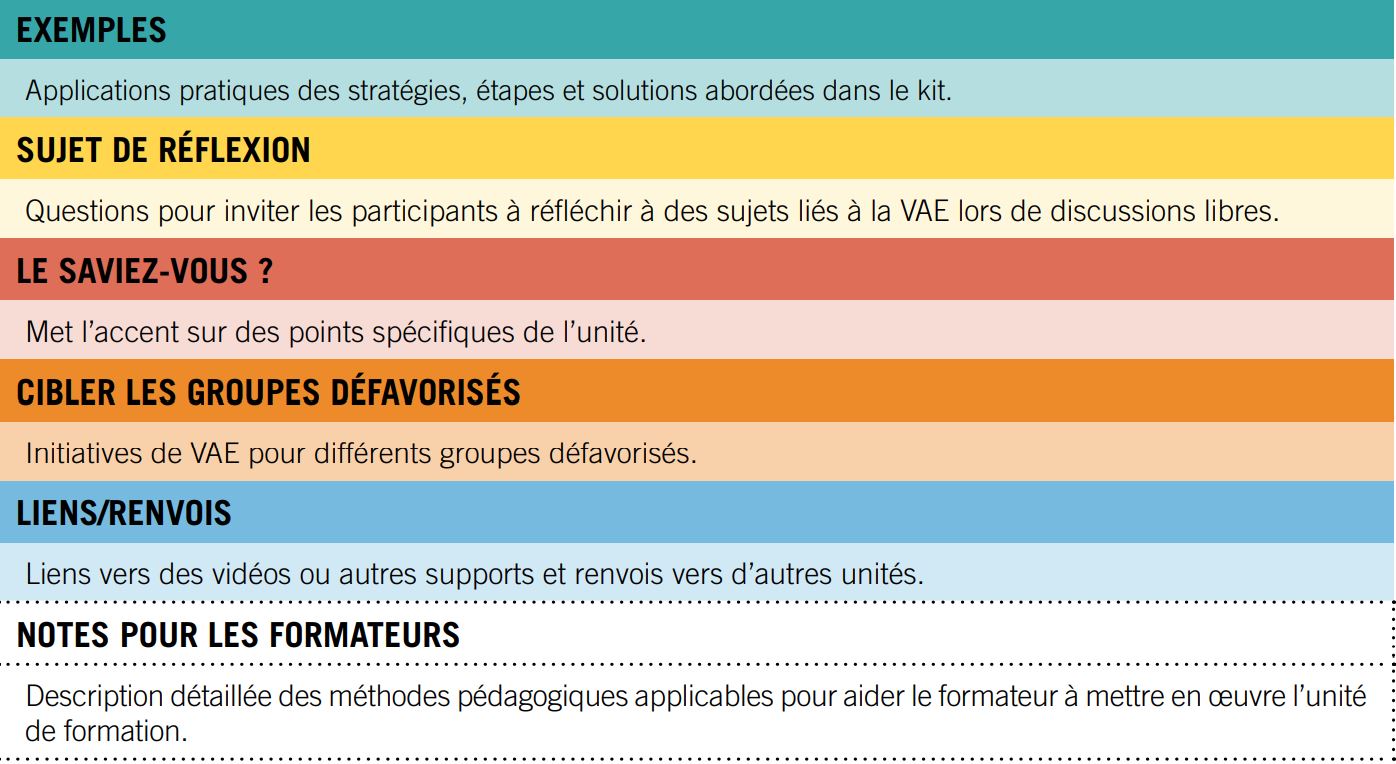 EXEMPLES
Applications pratiques des stratégies, étapes et solutions abordées dans le kit.
SUJET DE RÉFLEXION
Questions pour inviter les participants à réfléchir à des sujets liés à la VAE lors de discussions libres.
LE SAVIEZ-VOUS ?
Met l’accent sur des points spécifiques de l’unité.
CIBLER LES GROUPES DÉFAVORISÉS
Initiatives de VAE pour différents groupes défavorisés.
LIENS/RENVOIS
Liens vers des vidéos ou autres supports et renvois vers d’autres unités.
NOTES POUR LES FORMATEURS
Description détaillée des méthodes pédagogiques applicables pour aider le formateur à mettre en œuvre l’unité
de formation.